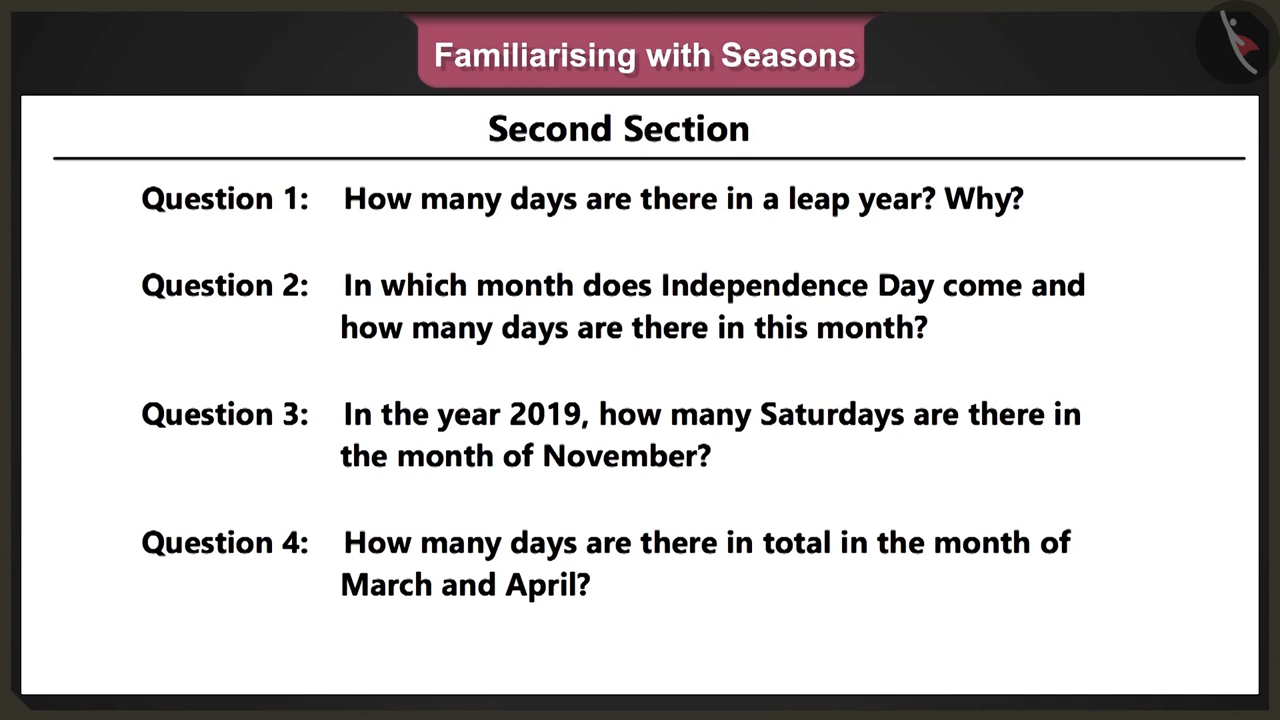 Familiarising with Seasons
Second Section
Question 1: How many days are there in a leap year? Why?
Question 2: In which month does Independence Day come and
how many days are there in this month?
Question 3: In the year 2019, how many Saturdays are there in
the month of November?
Question 4: How many days are there in total in the month of
March and April?